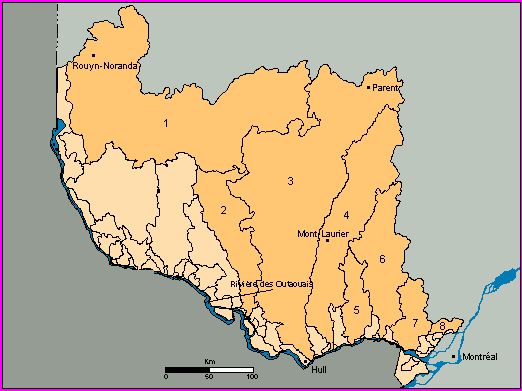 Rouyn-Noranda
Parent
1
3
2
4
Mont-Laurier
6
Rivière des Outaouais
5
7
8
Montréal
Km
Hull
0 50 100